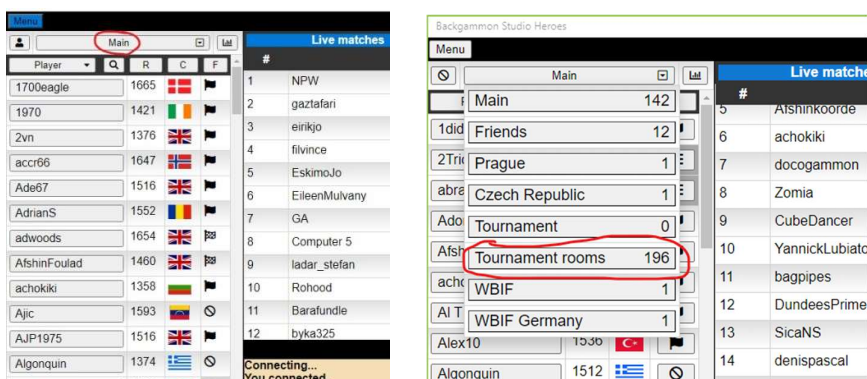 Menu
Main
Live matches
Player R C F
#
1700eagle 1665
1970 1421
2vn 1376
accr66 1647
Ade67 1516
AdrianS 1552
adwoods 1654
AfshinFoulad 1460
achokiki 1358
Ajic 1593
AJP1975 1516
Algonquin 1374
1 NPW
2 gaztafari
3 eirikjo
4 filvince
5 EskimoJo
6 EileenMulvany
7 GA
8 Computer 5
9 ladar_stefan
10 Rohood
11 Barafundle
12 byka325
Connecting...
You connected
Backgammon Studio Heroes
Menu
Main
Live matche
#
Main 142
Friends 12
Prague 1
Czech Republic 1
Tournament 0
Tournament rooms 196
WBIF 1
WBIF Germany 1
1did
2Tri
abra
Ado
Afsh
acho
Al T
Alex10 1536
Algonquin 1512
5 Afshinkoorde
6 achokiki
7 docogammon
8 Zomia
9 CubeDancer
10 YannickLubiato
11 bagpipes
12 DundeesPrime
13 SicaNS
14 denispascal